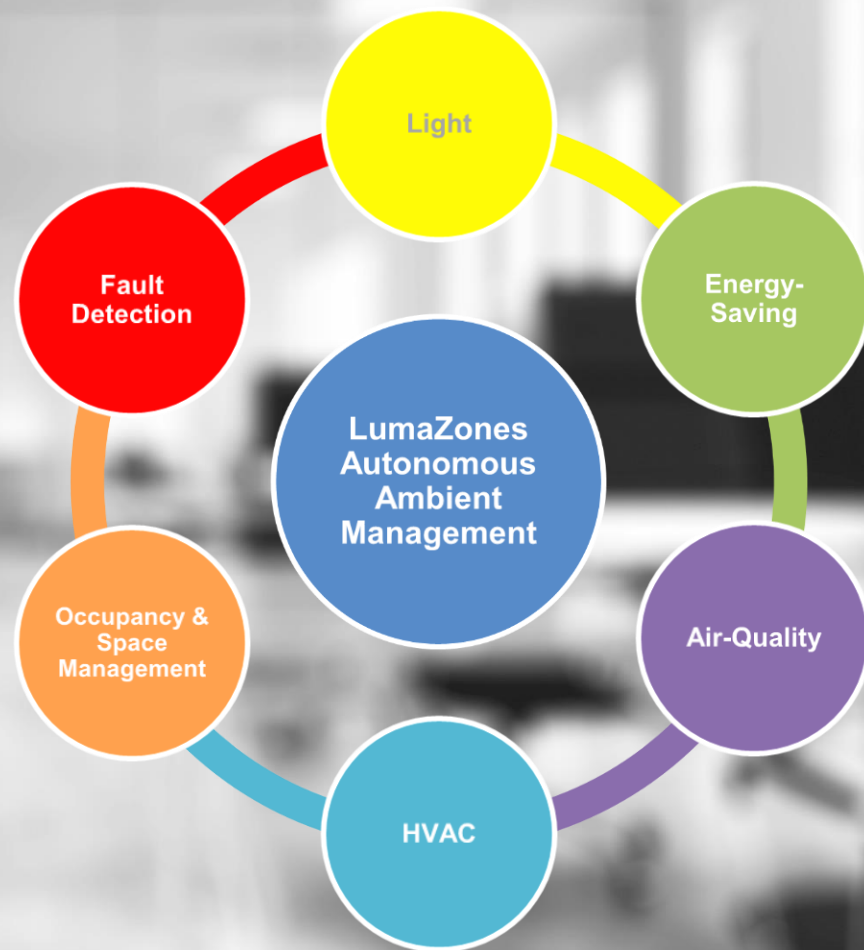 Light
Energy-
Saving
Air-Quality
HVAC
Occupancy &
Space
Management
Fault
Detection
LumaZones
Autonomous
Ambient
Management